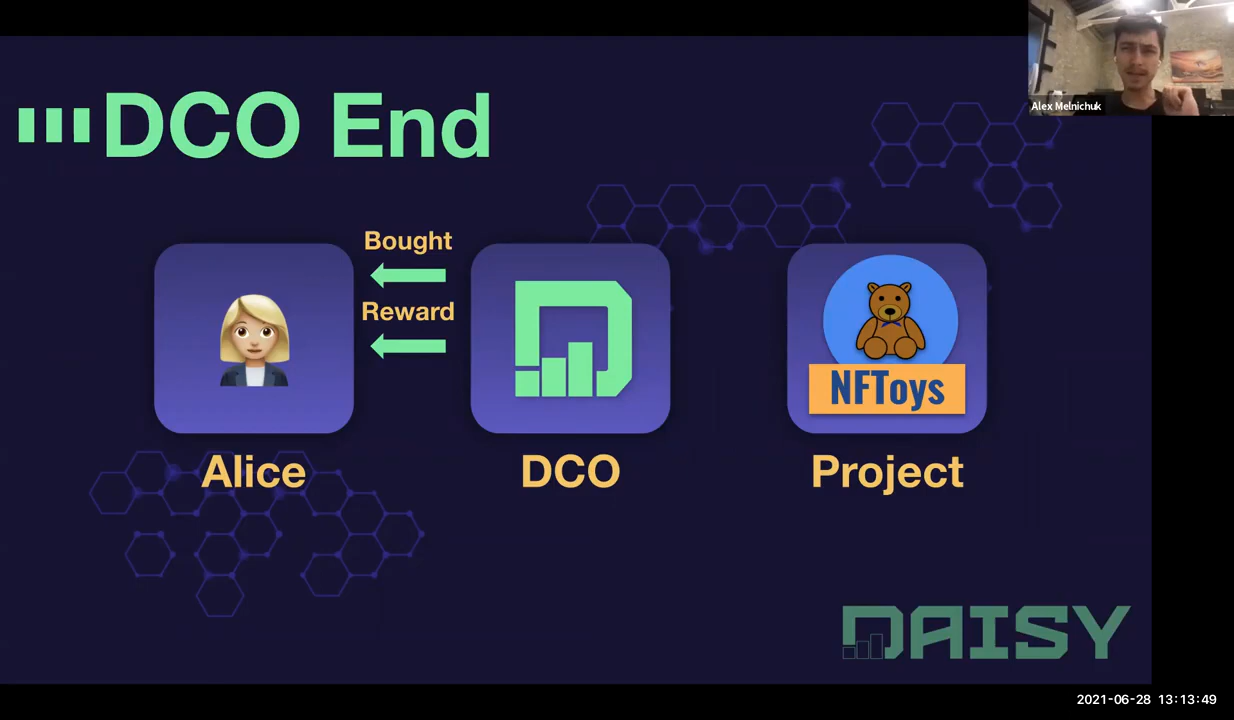 DCO End
Alex Melnichuk
Bought
Reward
NFToys
Alice
DCO
Project
DAISY
2021-06-28 13:13:49